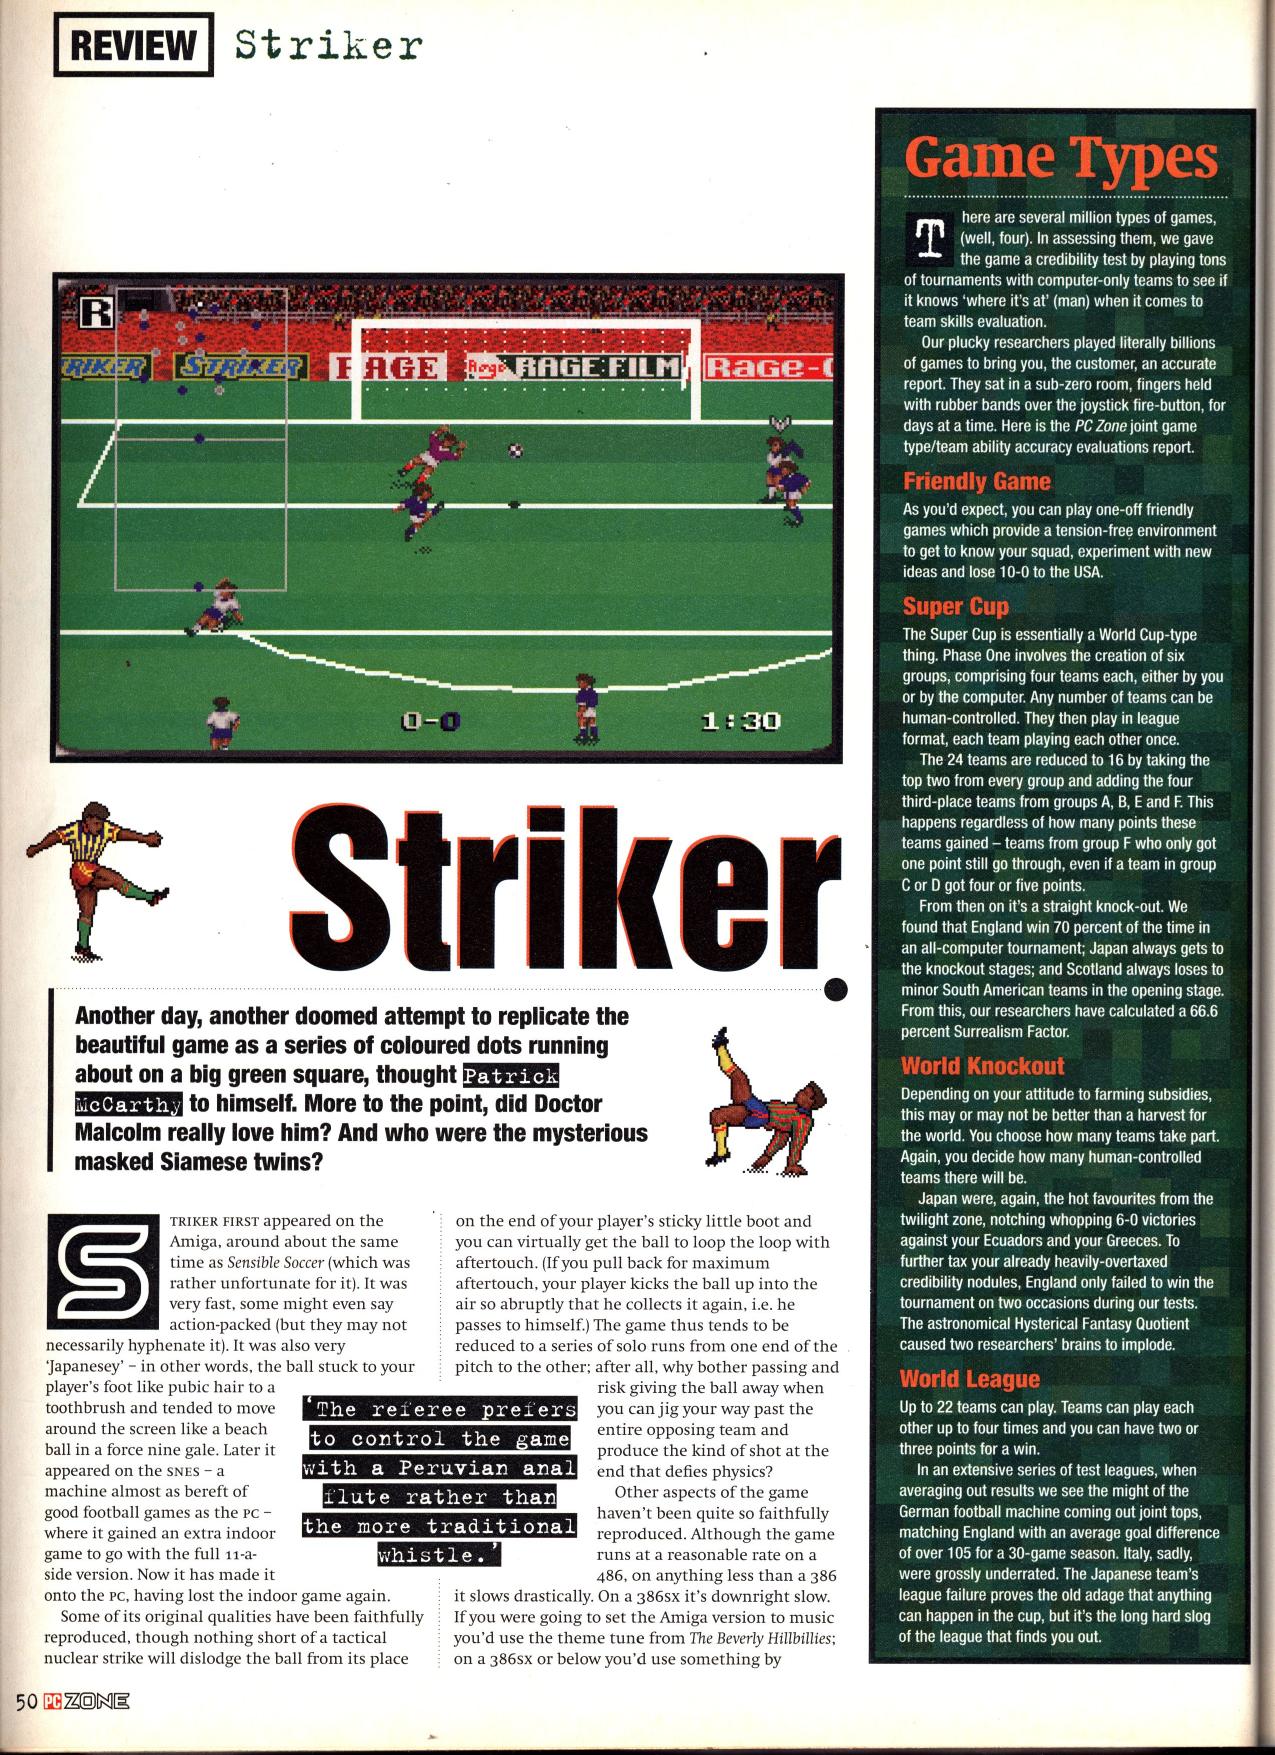 REVIEW Striker
R
STRIKER STRIKER RAGE Rage RAGE:FILM Rage-
0-0 1:30
Striker
Another day, another doomed attempt to replicate the
beautiful game as a series of coloured dots running
about on a big green square, thought Patrick
McCarthy to himself. More to the point, did Doctor
Malcolm really love him? And who were the mysterious
masked Siamese twins?
STRIKER FIRST appeared on the
Amiga, around about the same
time as Sensible Soccer (which was
rather unfortunate for it). It was
very fast, some might even say
action-packed (but they may not
necessarily hyphenate it). It was also very
'Japanesey' – in other words, the ball stuck to your
player's foot like pubic hair to a
toothbrush and tended to move
around the screen like a beach
ball in a force nine gale. Later it
appeared on the SNES – a
machine almost as bereft of
good football games as the PC –
where it gained an extra indoor
game to go with the full 11-a-
side version. Now it has made it
onto the PC, having lost the indoor game again.
Some of its original qualities have been faithfully
reproduced, though nothing short of a tactical
nuclear strike will dislodge the ball from its place
'The referee prefers
to control the game
with a Peruvian anal
flute rather than
the more traditional
whistle.'
on the end of your player's sticky little boot and
you can virtually get the ball to loop the loop with
aftertouch. (If you pull back for maximum
aftertouch, your player kicks the ball up into the
air so abruptly that he collects it again, i.e. he
passes to himself.) The game thus tends to be
reduced to a series of solo runs from one end of the
pitch to the other; after all, why bother passing and
risk giving the ball away when
you can jig your way past the
entire opposing team and
produce the kind of shot at the
end that defies physics?
Other aspects of the game
haven't been quite so faithfully
reproduced. Although the game
runs at a reasonable rate on a
486, on anything less than a 386
it slows drastically. On a 386SX it's downright slow.
If you were going to set the Amiga version to music
you'd use the theme tune from The Beverly Hillbillies;
on a 386SX or below you'd use something by
Game Types
There are several million types of games,
(well, four). In assessing them, we gave
the game a credibility test by playing tons
of tournaments with computer-only teams to see if
it knows 'where it's at' (man) when it comes to
team skills evaluation.
Our plucky researchers played literally billions
of games to bring you, the customer, an accurate
report. They sat in a sub-zero room, fingers held
with rubber bands over the joystick fire-button, for
days at a time. Here is the PC Zone joint game
type/team ability accuracy evaluations report.
Friendly Game
As you'd expect, you can play one-off friendly
games which provide a tension-free environment
to get to know your squad, experiment with new
ideas and lose 10-0 to the USA.
Super Cup
The Super Cup is essentially a World Cup-type
thing. Phase One involves the creation of six
groups, comprising four teams each, either by you
or by the computer. Any number of teams can be
human-controlled. They then play in league
format, each team playing each other once.
The 24 teams are reduced to 16 by taking the
top two from every group and adding the four
third-place teams from groups A, B, E and F. This
happens regardless of how many points these
teams gained – teams from group F who only got
one point still go through, even if a team in group
C or D got four or five points.
From then on it's a straight knock-out. We
found that England win 70 percent of the time in
an all-computer tournament; Japan always gets to
the knockout stages; and Scotland always loses to
minor South American teams in the opening stage.
From this, our researchers have calculated a 66.6
percent Surrealism Factor.
World Knockout
Depending on your attitude to farming subsidies,
this may or may not be better than a harvest for
the world. You choose how many teams take part.
Again, you decide how many human-controlled
teams there will be.
Japan were, again, the hot favourites from the
twilight zone, notching whopping 6-0 victories
against your Ecuadors and your Greeces. To
further tax your already heavily-overtaxed
credibility nodules, England only failed to win the
tournament on two occasions during our tests.
The astronomical Hysterical Fantasy Quotient
caused two researchers' brains to implode.
World League
Up to 22 teams can play. Teams can play each
other up to four times and you can have two or
three points for a win.
In an extensive series of test leagues, when
averaging out results we see the might of the
German football machine coming out joint tops,
matching England with an average goal difference
of over 105 for a 30-game season. Italy, sadly,
were grossly underrated. The Japanese team's
league failure proves the old adage that anything
can happen in the cup, but it's the long hard slog
of the league that finds you out.
50 PC ZONE